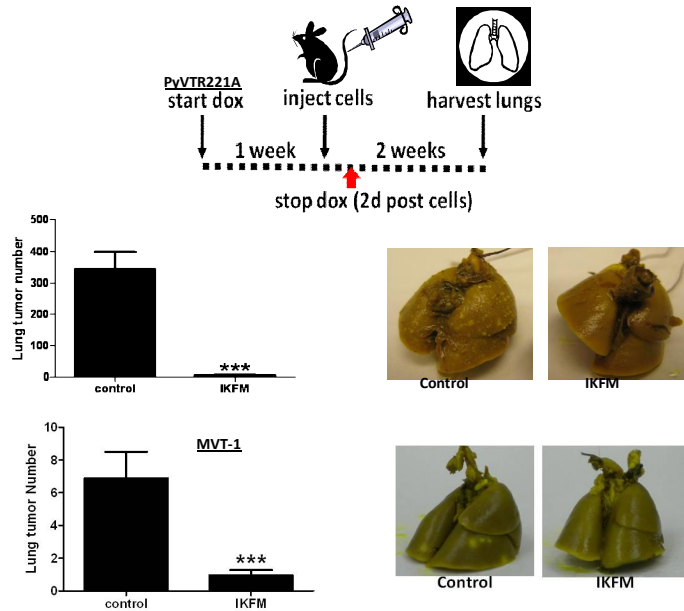 PyVTR221A
start dox
inject cells
harvest lungs
1 week
2 weeks
stop dox (2d post cells)
Lung tumor number
500
400
300
200
100
0
***
control
IKFM
Control
IKFM
Lung tumor Number
10
8
6
4
2
0
MVT-1
***
control
IKFM
Control
IKFM